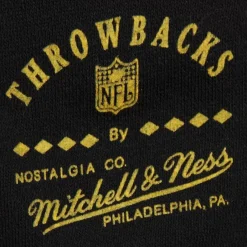 THROWBACKS
NFL
By
NOSTALGIA CO.
Mitchell & Ness
PHILADELPHIA, PA.